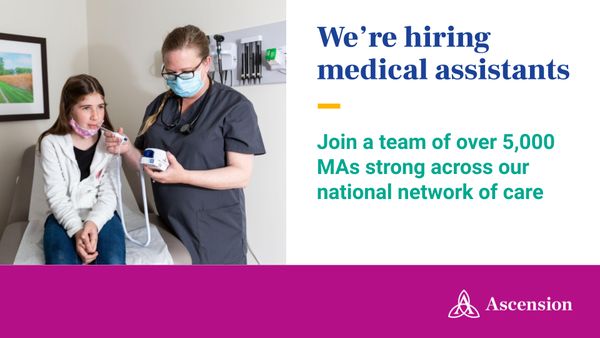 We’re hiring
medical assistants
Join a team of over 5,000
MAs strong across our
national network of care
Ascension